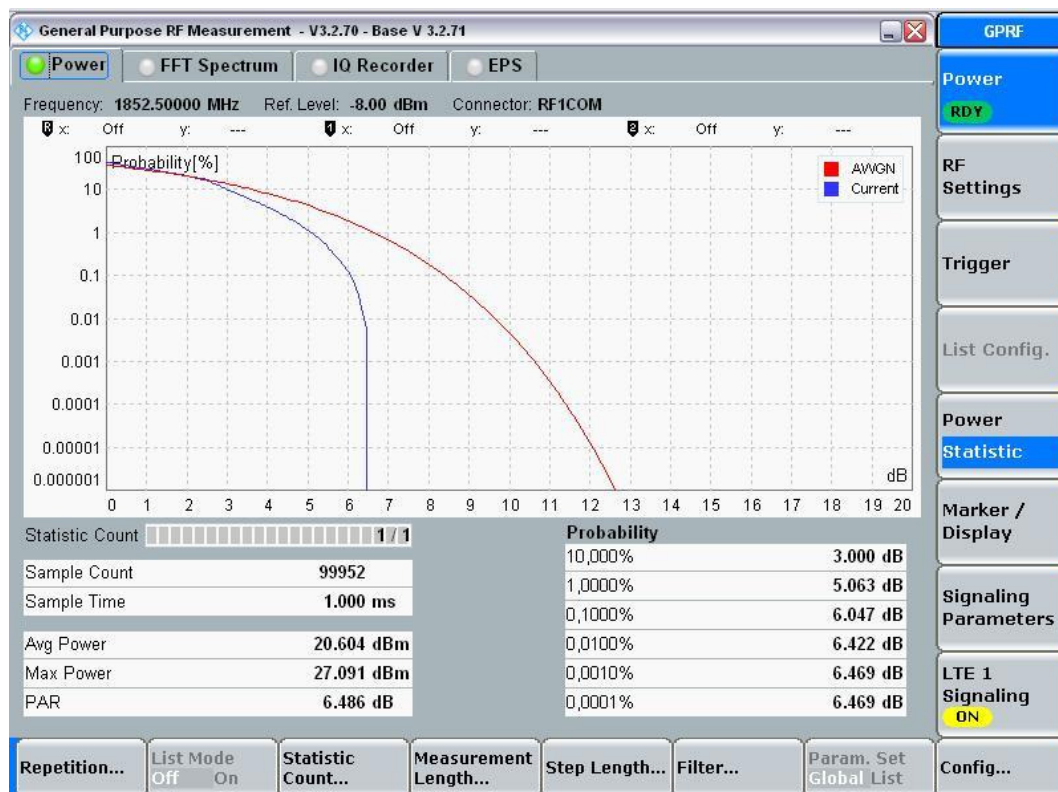 General Purpose RF Measurement - V3.2.70 - Base V 3.2.71
GPRF
Power FFT Spectrum IQ Recorder EPS
Frequency: 1852.50000 MHz Ref. Level: -8.00 dBm Connector: RF1COM
R x: Off y: --- 1 x: Off y: --- 2 x: Off y: ---
Probability[%]
AWGN
Current
100
10
1
0.1
0.01
0.001
0.0001
0.00001
0.000001
dB
0 1 2 3 4 5 6 7 8 9 10 11 12 13 14 15 16 17 18 19 20
Statistic Count 1 / 1
Sample Count 99952
Sample Time 1.000 ms
Avg Power 20.604 dBm
Max Power 27.091 dBm
PAR 6.486 dB
Probability
10,000% 3.000 dB
1,0000% 5.063 dB
0,1000% 6.047 dB
0,0100% 6.422 dB
0,0010% 6.469 dB
0,0001% 6.469 dB
Power
RDY
RF
Settings
Trigger
List Config.
Power
Statistic
Marker /
Display
Signaling
Parameters
LTE 1
Signaling
ON
Repetition...
List Mode
Off On
Statistic
Count...
Measurement
Length...
Step Length...
Filter...
Param. Set
Global List
Config...